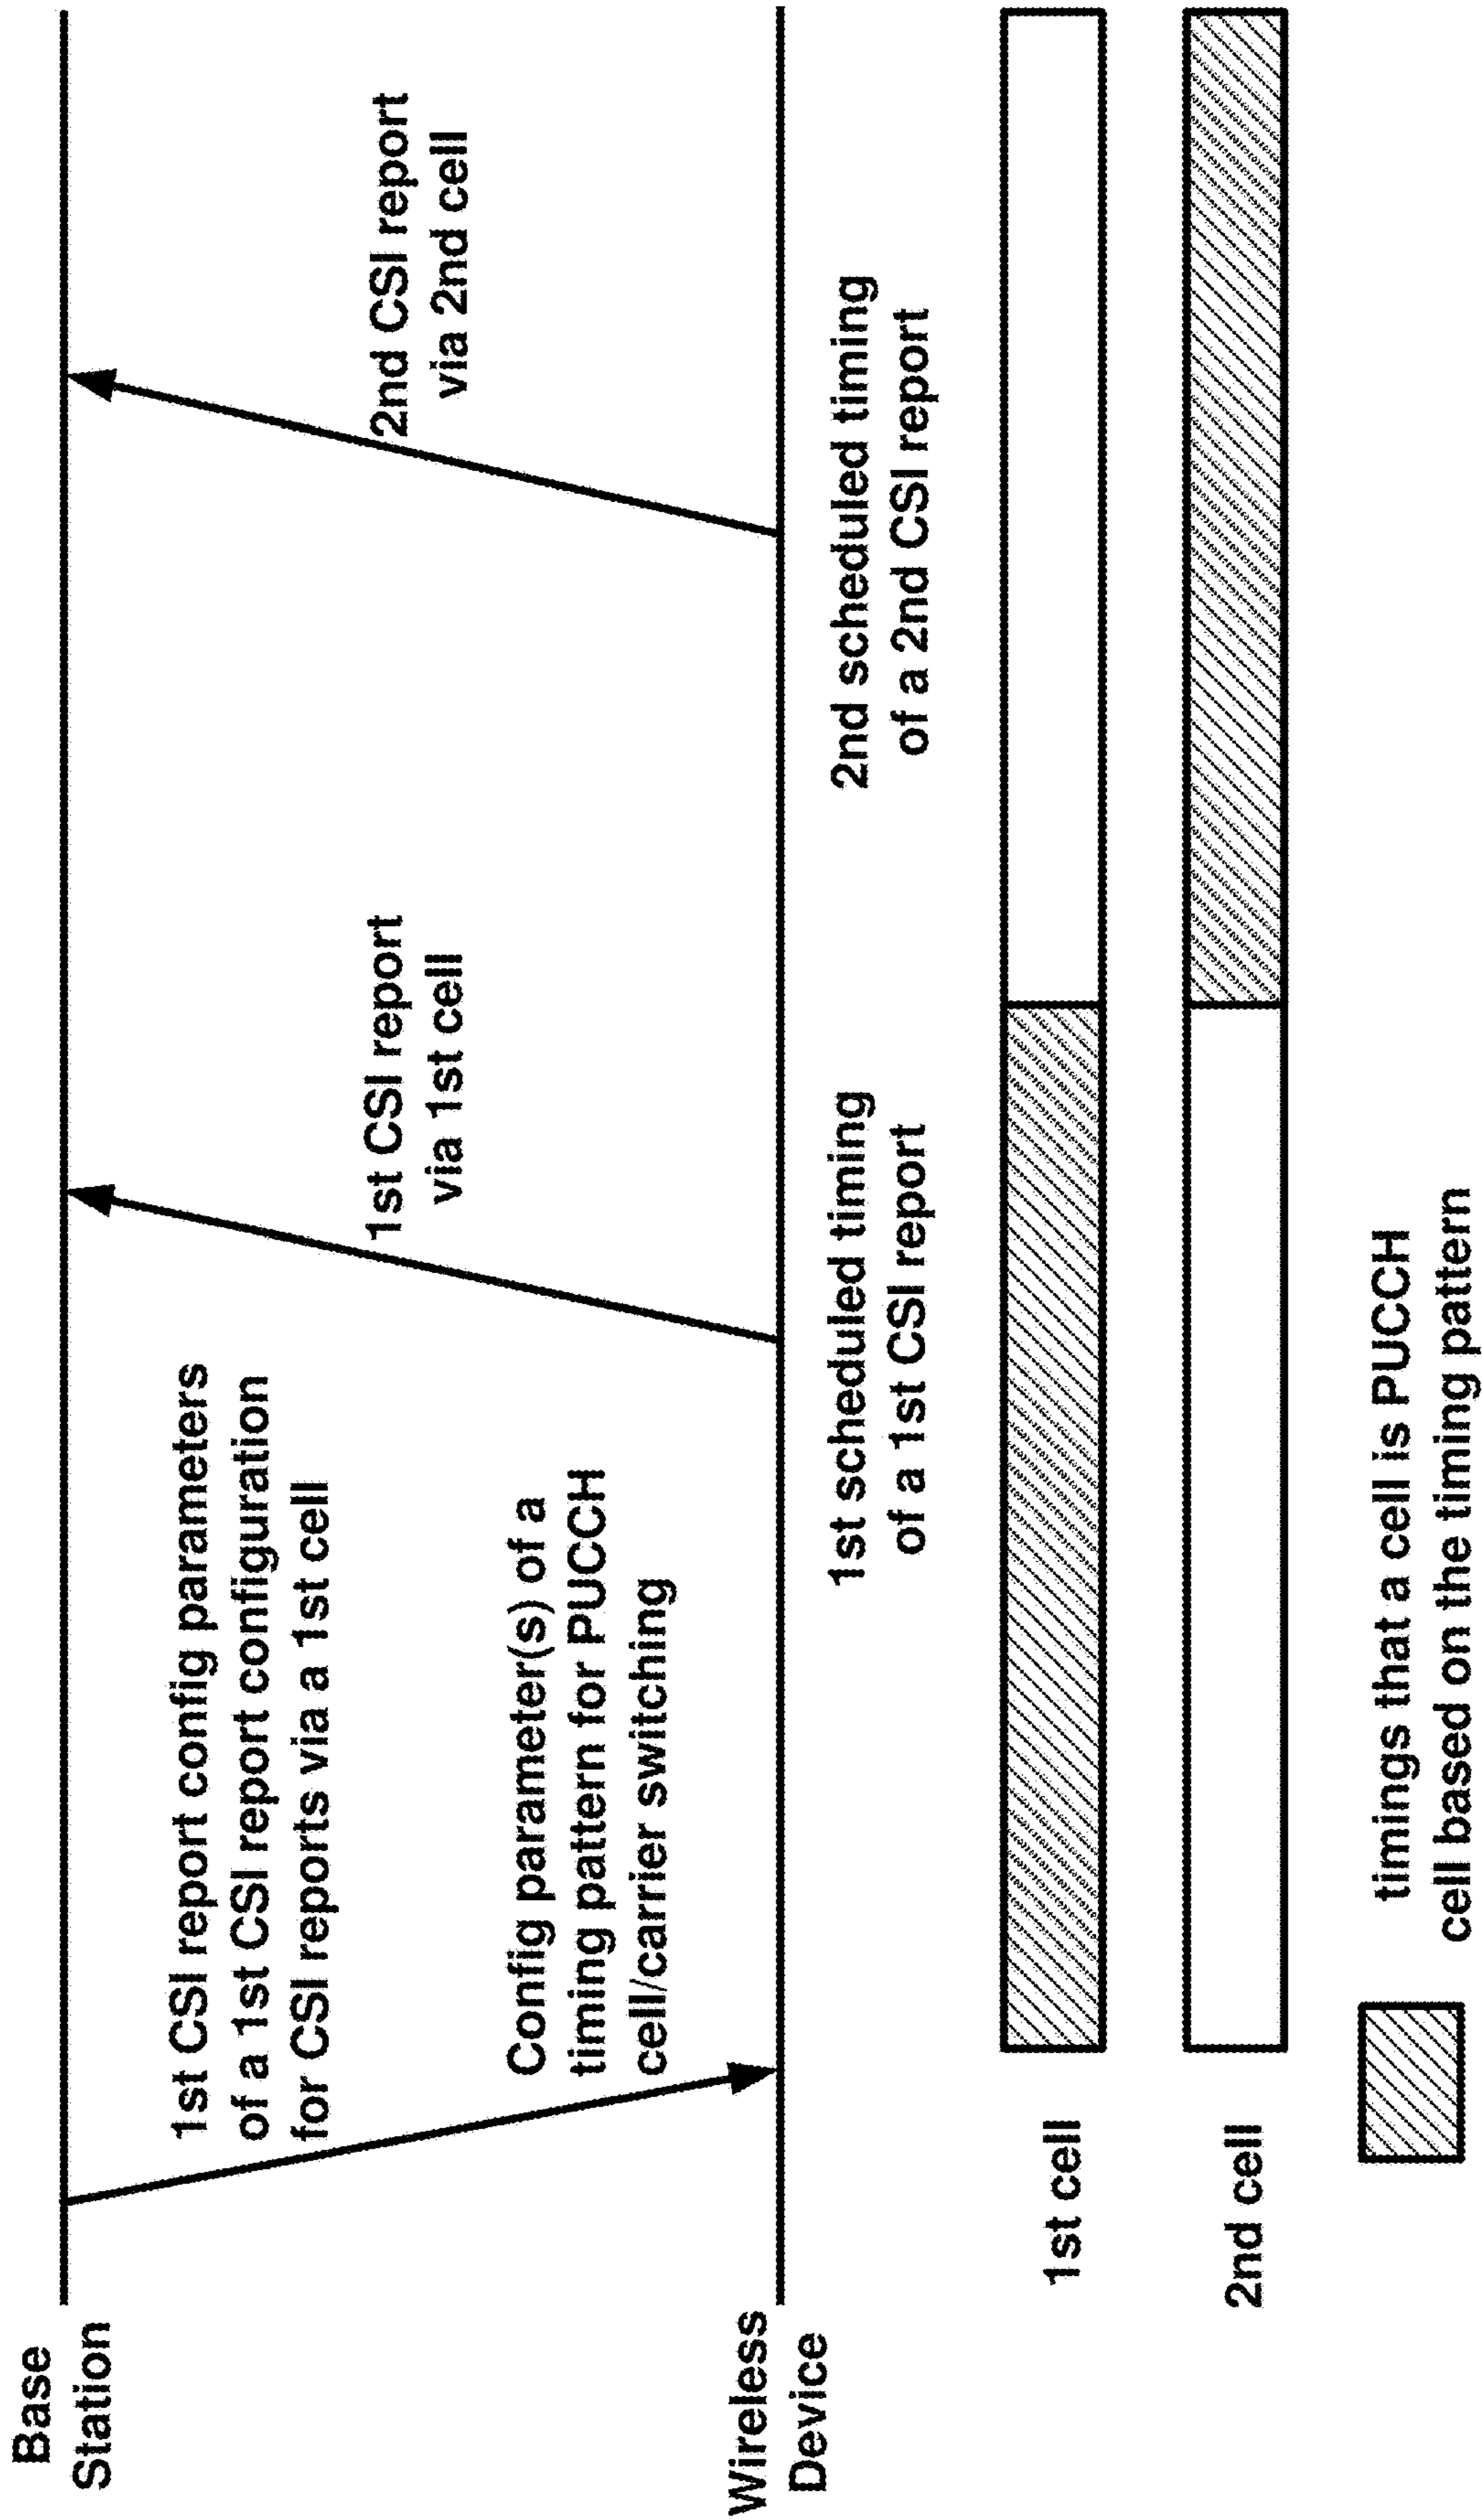 Base
Station
1st CSI report config parameters
of a 1st CSI report configuration
for CSI reports via a 1st cell
Config parameter(s) of a
timing pattern for PUCCH
cell/carrier switching
1st CSI report
via 1st cell
2nd CSI report
via 2nd cell
Wireless
Device
1st scheduled timing
of a 1st CSI report
2nd scheduled timing
of a 2nd CSI report
1st cell
2nd cell
timings that a cell is PUCCH
cell based on the timing pattern